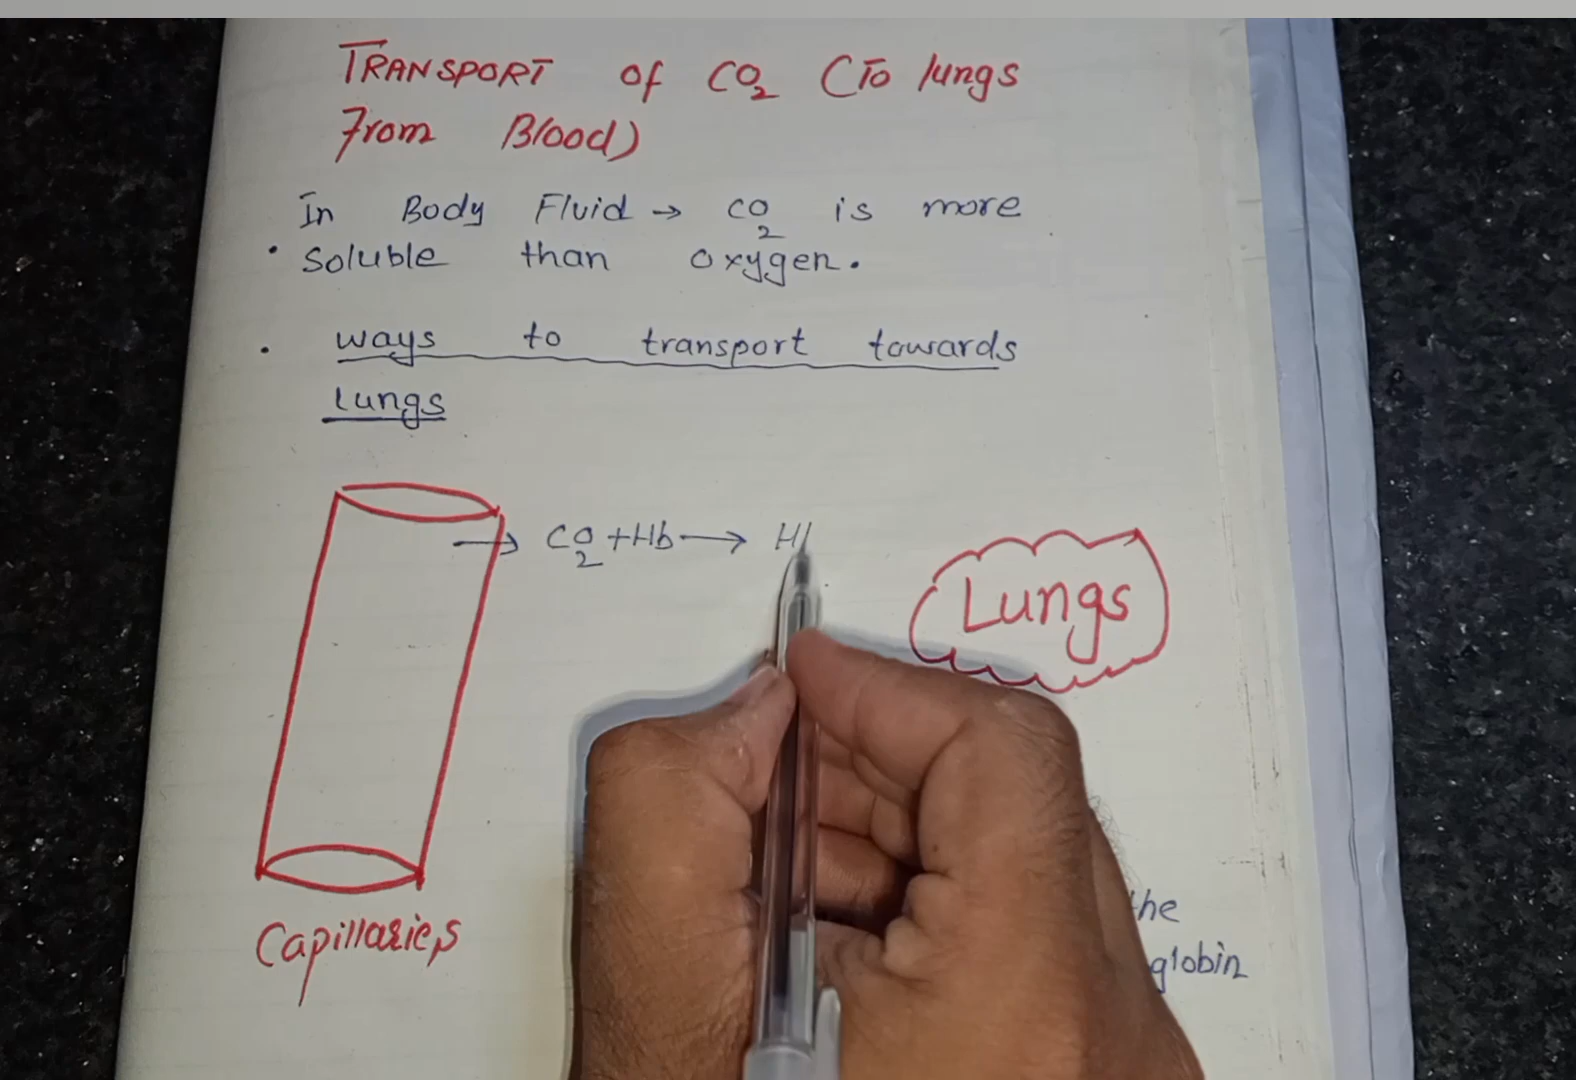 TRANSPORT of CO2 (To lungs
From Blood)
In Body Fluid → CO2 is more
• Soluble than oxygen.
• ways to transport towards
Lungs
→ CO2+Hb → H
Lungs
the
globin
Capillaries